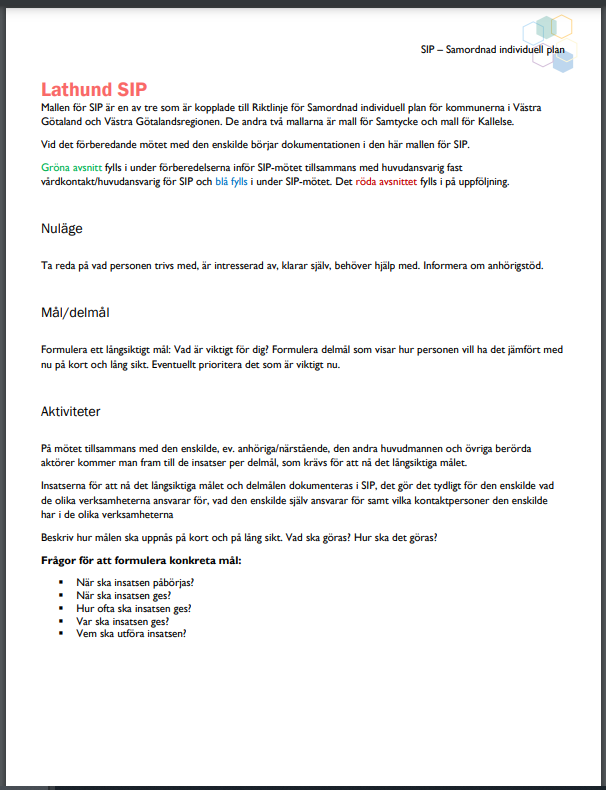 SIP – Samordnad individuell plan
Lathund SIP
Mallen för SIP är en av tre som är kopplade till Riktlinje för Samordnad individuell plan för kommunerna i Västra
Götaland och Västra Götalandsregionen. De andra två mallarna är mall för Samtycke och mall för Kallelse.
Vid det förberedande mötet med den enskilde börjar dokumentationen i den här mallen för SIP.
Gröna avsnitt fylls i under förberedelserna inför SIP-mötet tillsammans med huvudansvarig fast
vårdkontakt/huvudansvarig för SIP och blå fylls i under SIP-mötet. Det röda avsnittet fylls i på uppföljning.
Nuläge
Ta reda på vad personen trivs med, är intresserad av, klarar själv, behöver hjälp med. Informera om anhörigstöd.
Mål/delmål
Formulera ett långsiktigt mål: Vad är viktigt för dig? Formulera delmål som visar hur personen vill ha det jämfört med
nu på kort och lång sikt. Eventuellt prioritera det som är viktigt nu.
Aktiviteter
På mötet tillsammans med den enskilde, ev. anhöriga/närstående, den andra huvudmannen och övriga berörda
aktörer kommer man fram till de insatser per delmål, som krävs för att nå det långsiktiga målet.
Insatserna för att nå det långsiktiga målet och delmålen dokumenteras i SIP, det gör det tydligt för den enskilde vad
de olika verksamheterna ansvarar för, vad den enskilde själv ansvarar för samt vilka kontaktpersoner den enskilde
har i de olika verksamheterna
Beskriv hur målen ska uppnås på kort och på lång sikt. Vad ska göras? Hur ska det göras?
Frågor för att formulera konkreta mål:
▪ När ska insatsen påbörjas?
▪ När ska insatsen ges?
▪ Hur ofta ska insatsen ges?
▪ Var ska insatsen ges?
▪ Vem ska utföra insatsen?